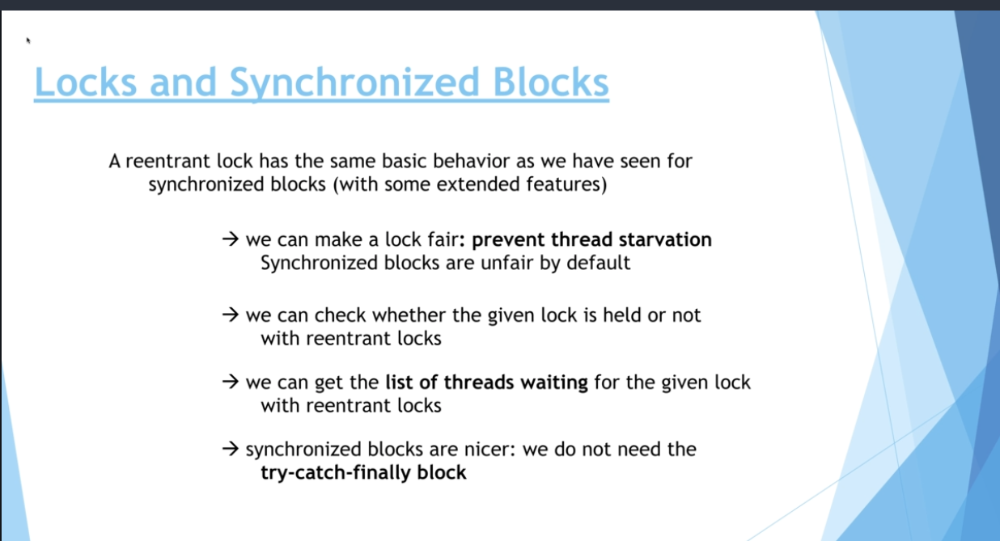 Locks and Synchronized Blocks
A reentrant lock has the same basic behavior as we have seen for
synchronized blocks (with some extended features)
→ we can make a lock fair: prevent thread starvation
Synchronized blocks are unfair by default
→ we can check whether the given lock is held or not
with reentrant locks
→ we can get the list of threads waiting for the given lock
with reentrant locks
→ synchronized blocks are nicer: we do not need the
try-catch-finally block